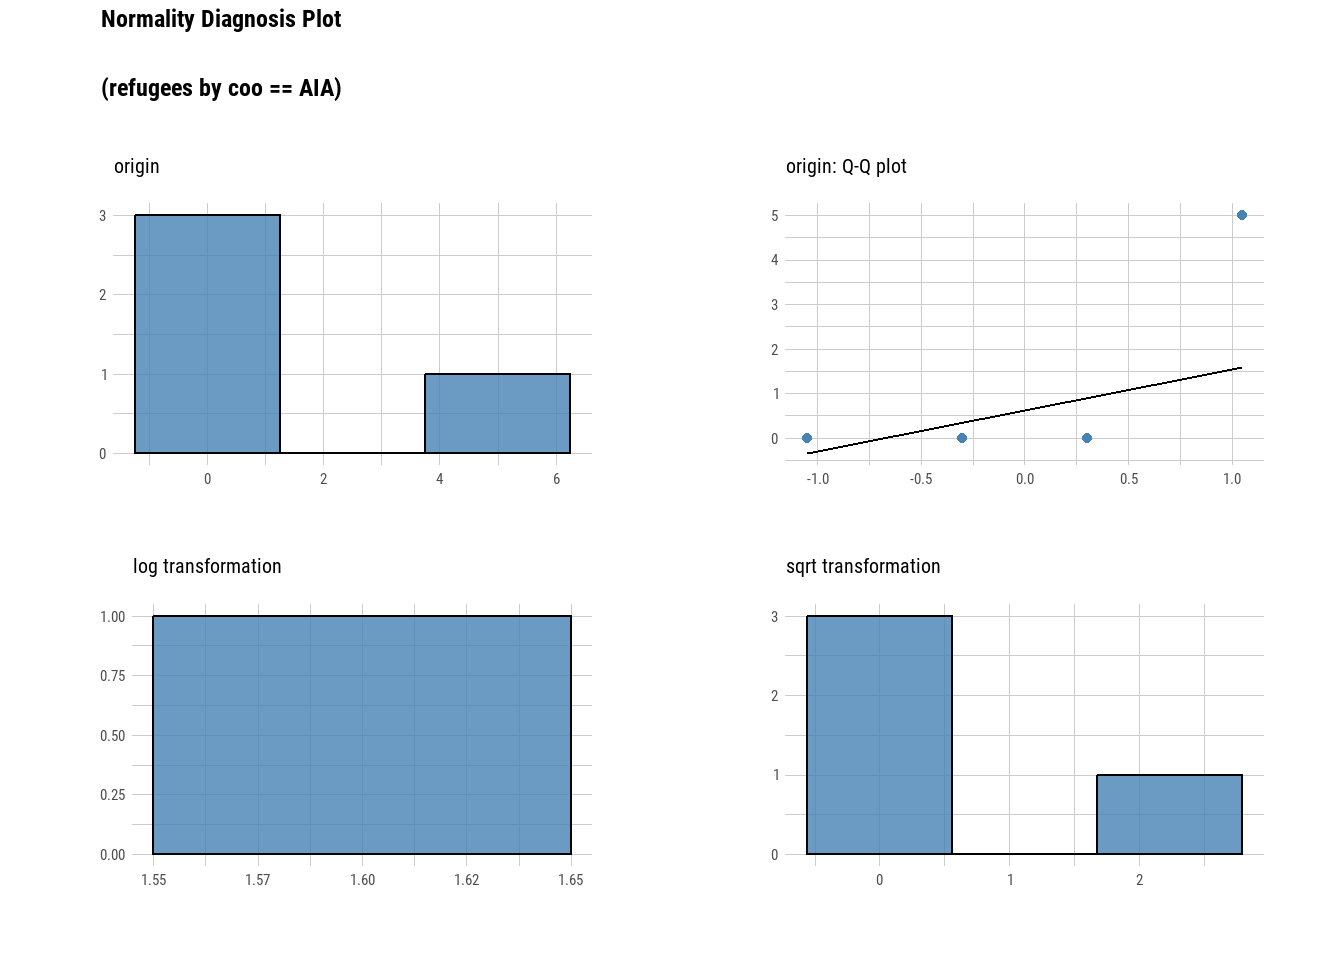 Normality Diagnosis Plot
(refugees by coo == AIA)
origin
3
2
1
0
0 2 4 6
origin: Q-Q plot
5
4
3
2
1
0
-1.0 -0.5 0.0 0.5 1.0
log transformation
1.00
0.75
0.50
0.25
0.00
1.55 1.57 1.60 1.62 1.65
sqrt transformation
3
2
1
0
0 1 2